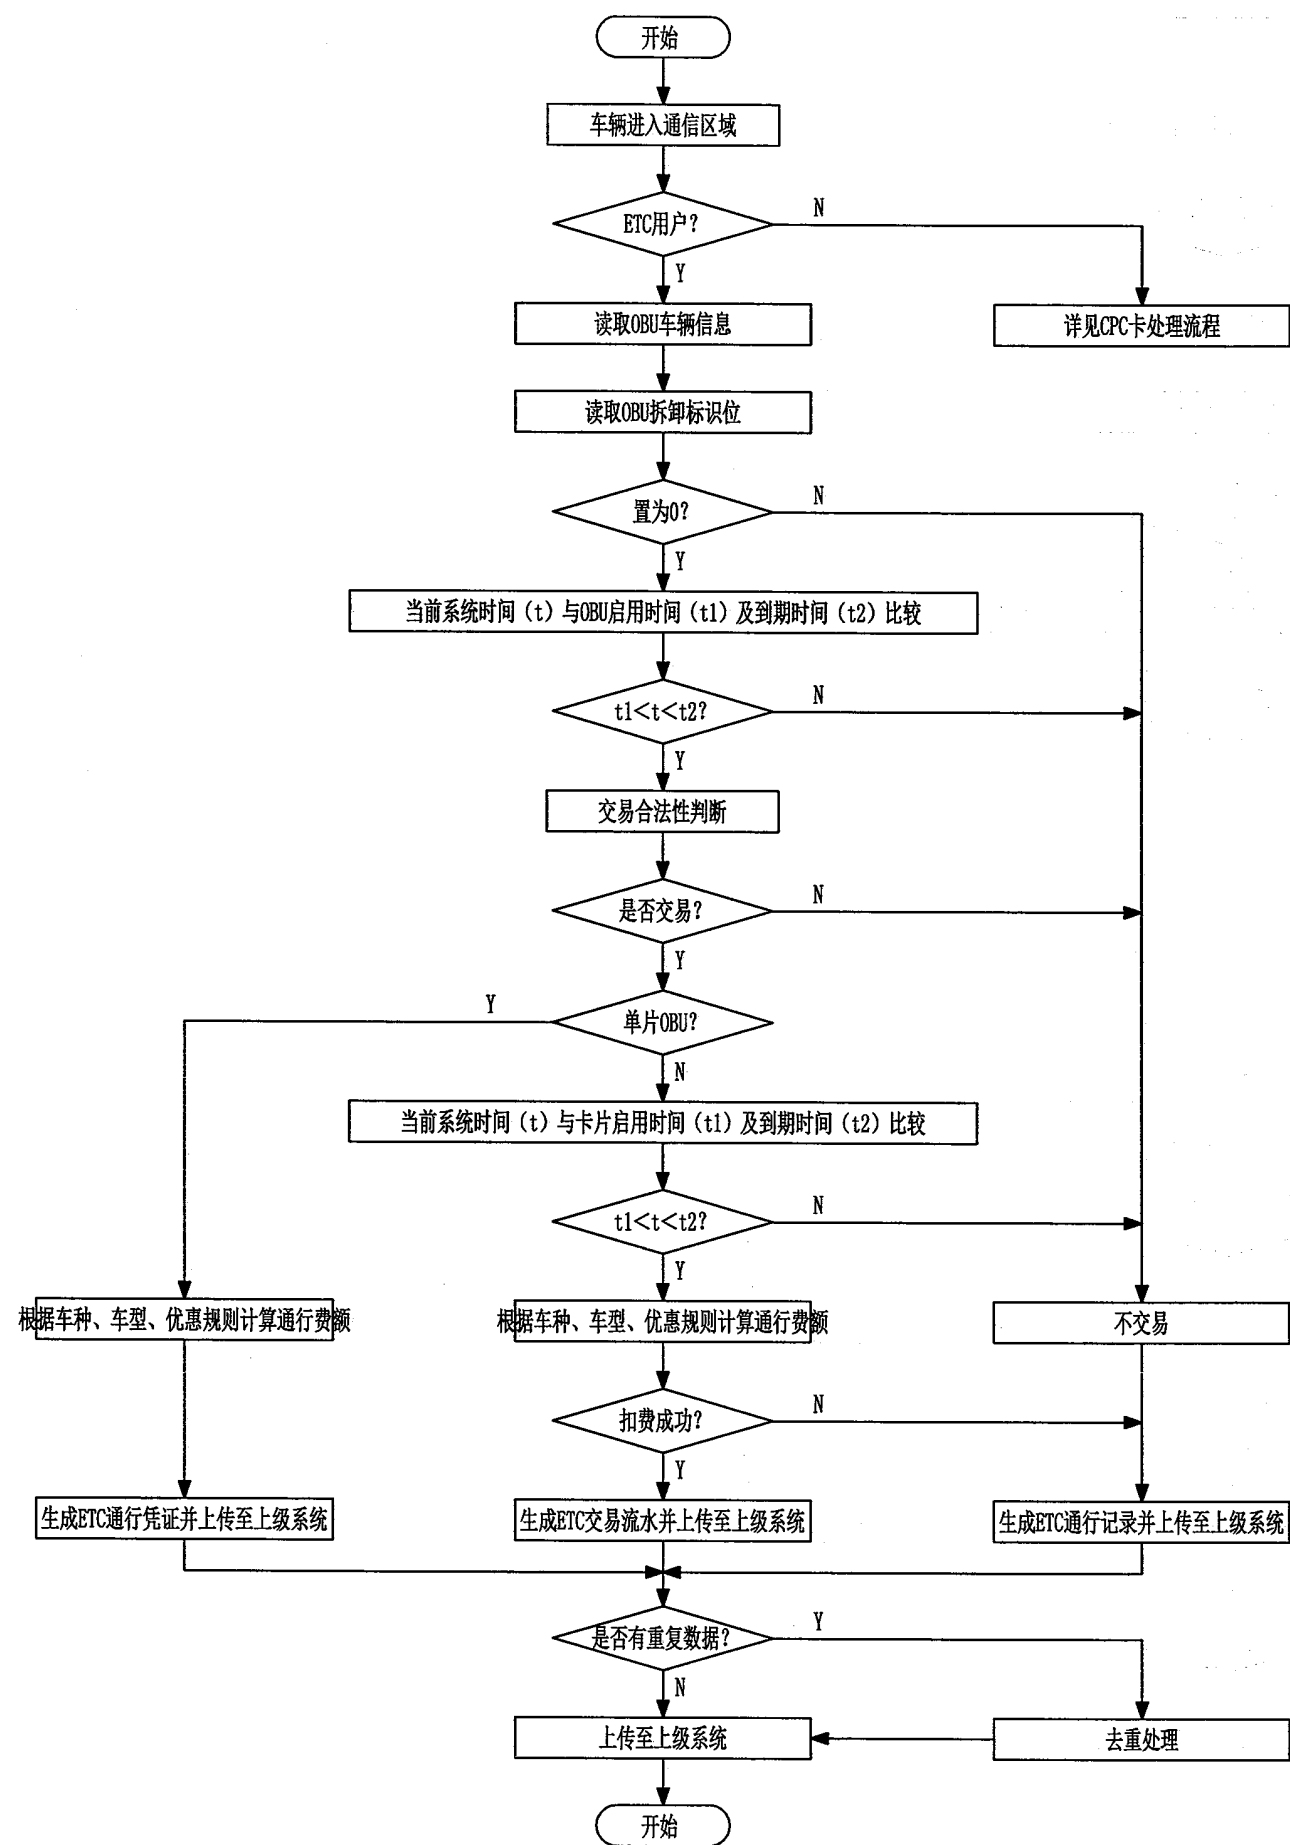 开始
车辆进入通信区域
ETC用户？
N
Y
读取OBU车辆信息
详见CPC卡处理流程
读取OBU拆卸标识位
置为0？
N
Y
当前系统时间（t）与OBU启用时间（t1）及到期时间（t2）比较
t1＜t＜t2？
N
Y
交易合法性判断
是否交易？
N
Y
单片OBU？
Y
N
当前系统时间（t）与卡片启用时间（t1）及到期时间（t2）比较
t1＜t＜t2？
N
Y
根据车种、车型、优惠规则计算通行费额
根据车种、车型、优惠规则计算通行费额
不交易
扣费成功？
N
Y
生成ETC通行凭证并上传至上级系统
生成ETC交易流水并上传至上级系统
生成ETC通行记录并上传至上级系统
是否有重复数据？
Y
N
上传至上级系统
去重处理
开始